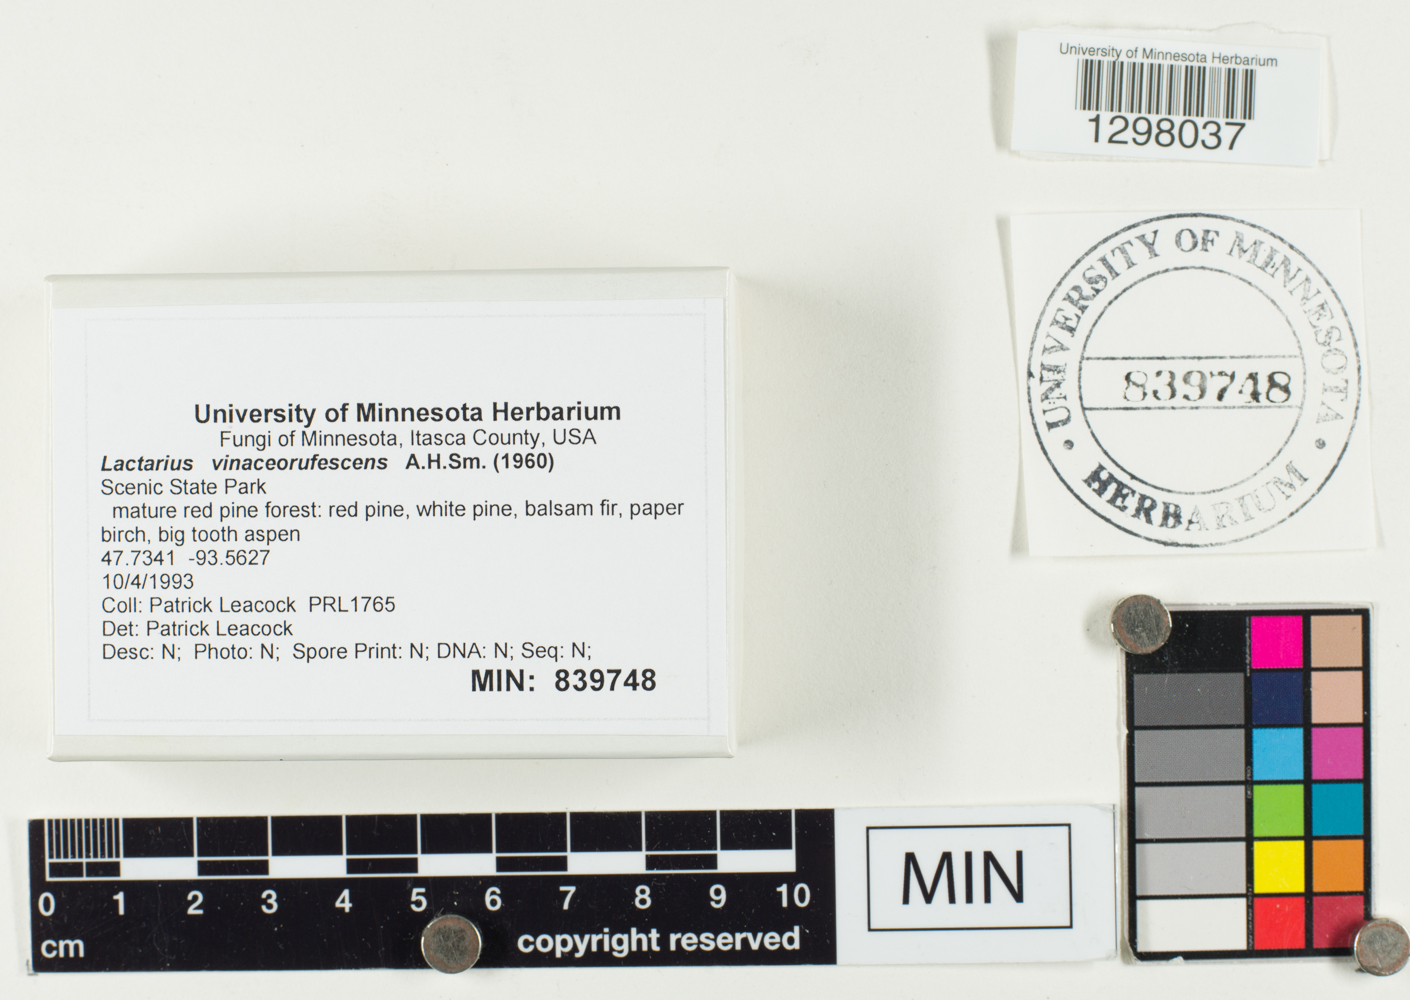 University of Minnesota Herbarium
1298037
UNIVERSITY OF MINNESOTA
839748
HERBARIUM
University of Minnesota Herbarium
Fungi of Minnesota, Itasca County, USA
Lactarius vinaceorufescens A.H.Sm. (1960)
Scenic State Park
mature red pine forest: red pine, white pine, balsam fir, paper
birch, big tooth aspen
47.7341 -93.5627
10/4/1993
Coll: Patrick Leacock PRL1765
Det: Patrick Leacock
Desc: N; Photo: N; Spore Print: N; DNA: N; Seq: N;
MIN: 839748
0 1 2 3 4 5 6 7 8 9 10
cm
copyright reserved
MIN